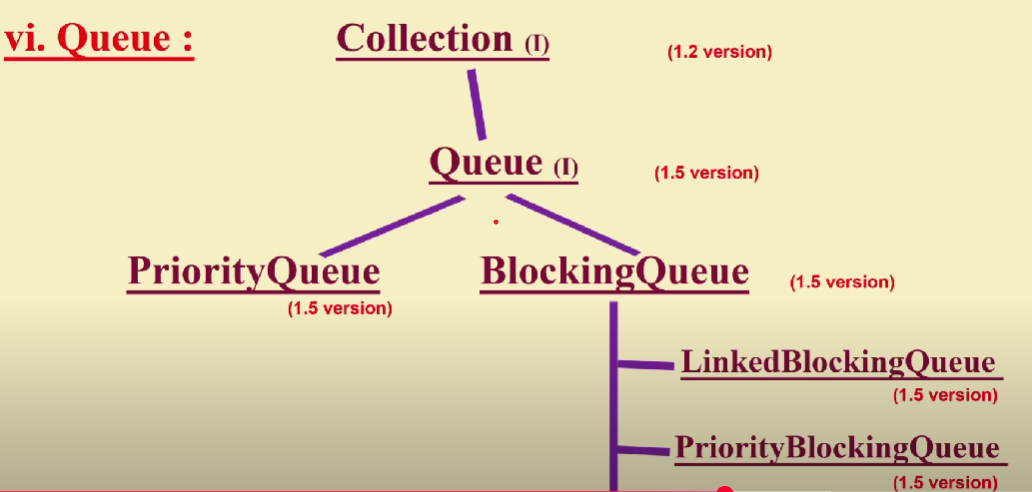 vi. Queue :
Collection (I)
(1.2 version)
Queue (I)
(1.5 version)
PriorityQueue
(1.5 version)
BlockingQueue
(1.5 version)
LinkedBlockingQueue
(1.5 version)
PriorityBlockingQueue
(1.5 version)